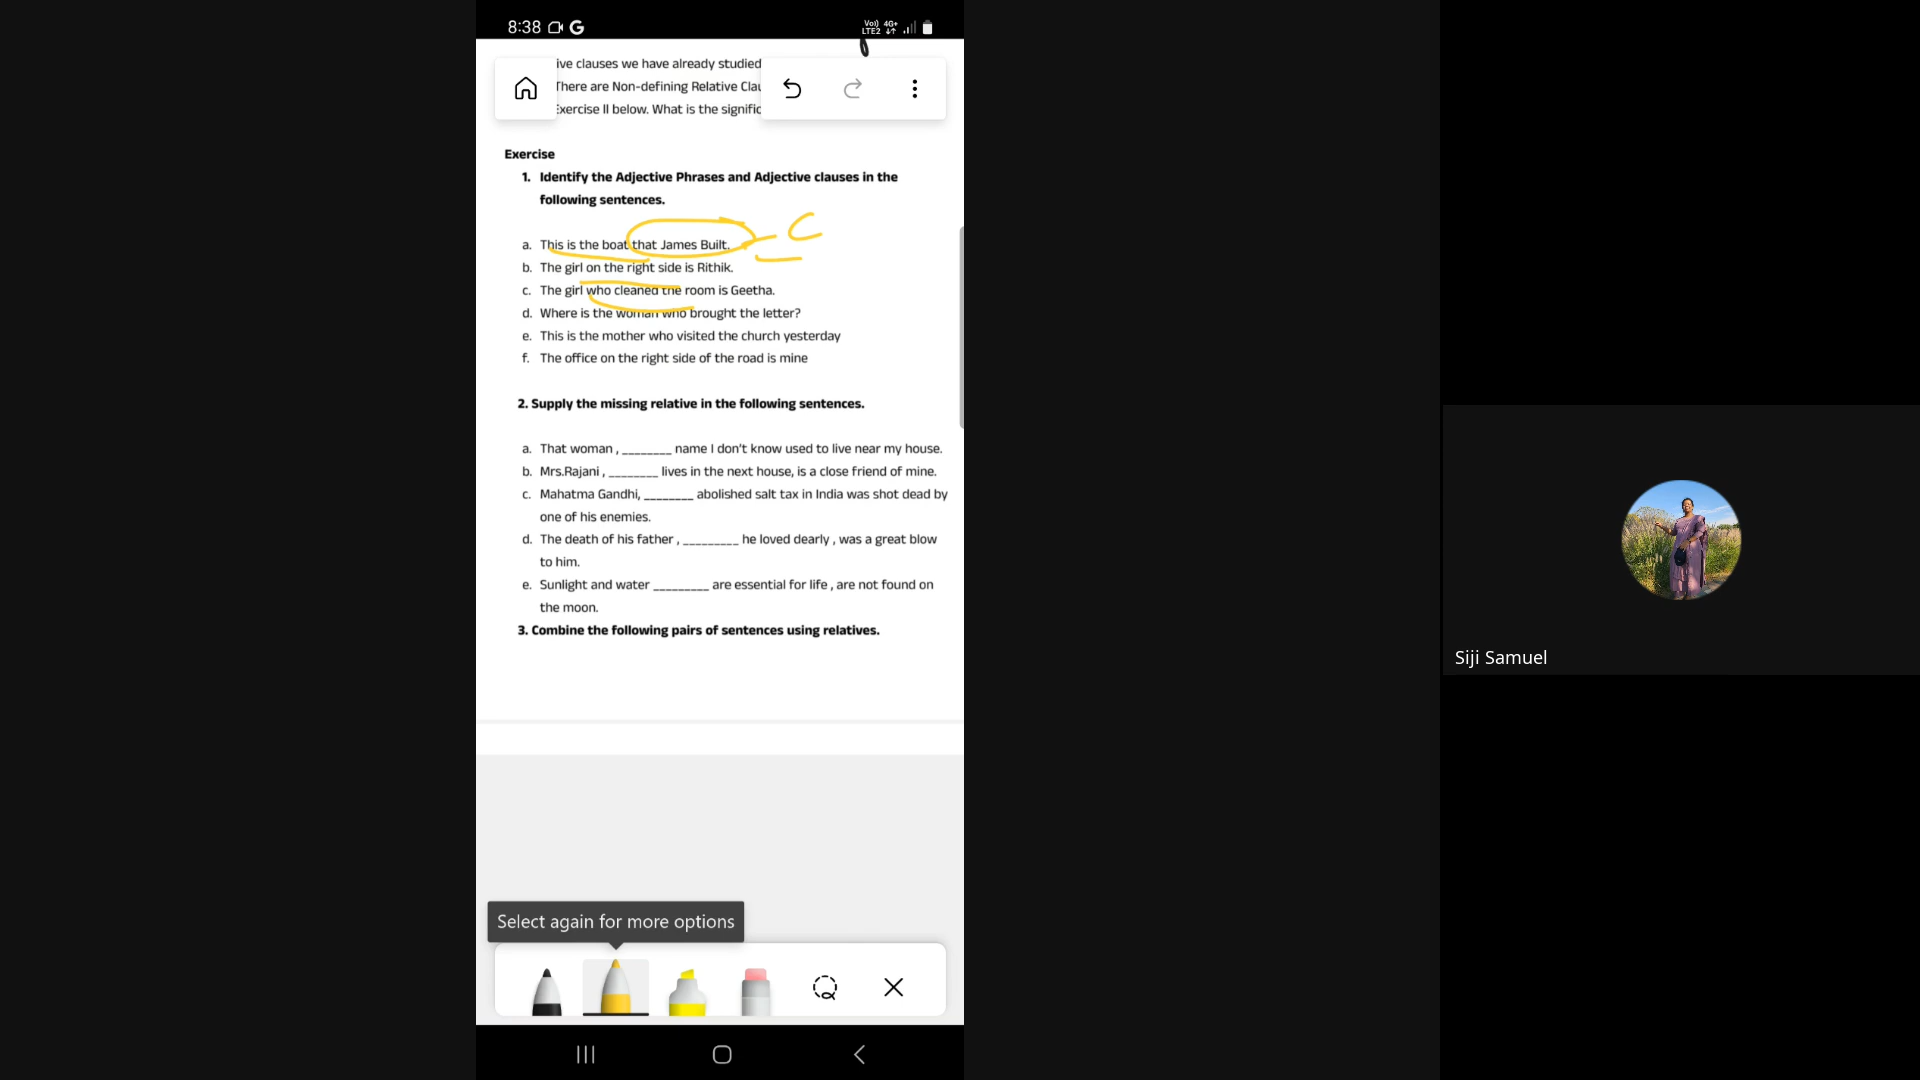 8:38
Vo)) 4G+
LTE2
ive clauses we have already studied
There are Non-defining Relative Clau
Exercise II below. What is the signific
Exercise
1. Identify the Adjective Phrases and Adjective clauses in the
following sentences.
a. This is the boat that James Built. C
b. The girl on the right side is Rithik.
c. The girl who cleaned the room is Geetha.
d. Where is the woman who brought the letter?
e. This is the mother who visited the church yesterday
f. The office on the right side of the road is mine
2. Supply the missing relative in the following sentences.
a. That woman , ________ name I don't know used to live near my house.
b. Mrs.Rajani , ________ lives in the next house, is a close friend of mine.
c. Mahatma Gandhi, ________ abolished salt tax in India was shot dead by
one of his enemies.
d. The death of his father , _________ he loved dearly , was a great blow
to him.
e. Sunlight and water _________ are essential for life , are not found on
the moon.
3. Combine the following pairs of sentences using relatives.
Select again for more options
Siji Samuel